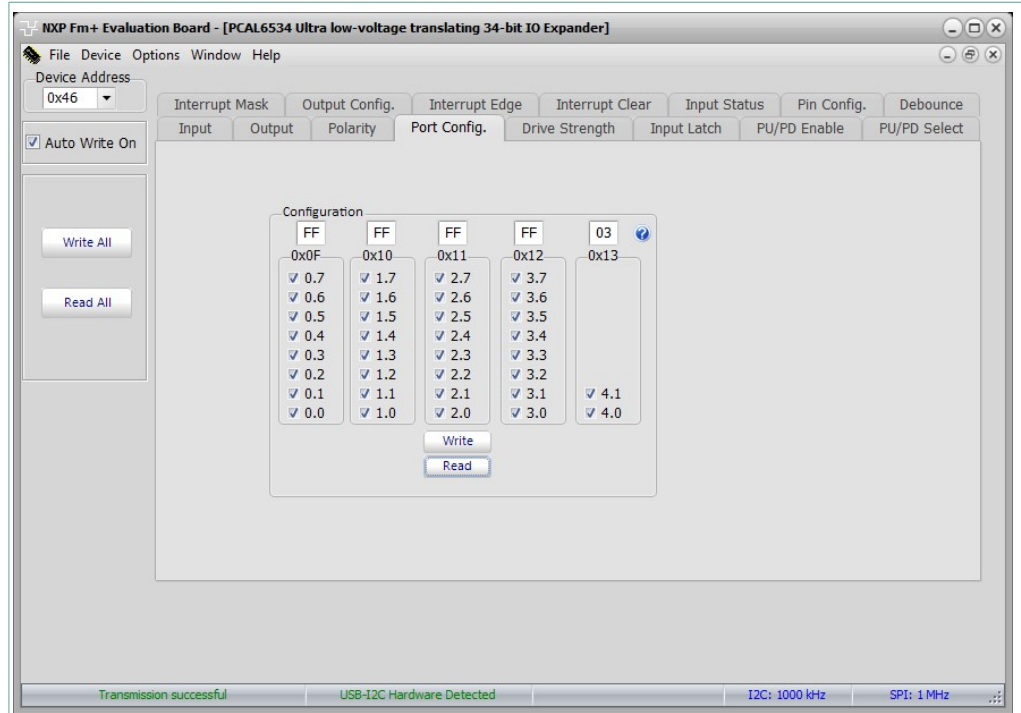 NXP Fm+ Evaluation Board - [PCAL6534 Ultra low-voltage translating 34-bit IO Expander]
File Device Options Window Help
Device Address
0x46
Auto Write On
Write All
Read All
Interrupt Mask Output Config. Interrupt Edge Interrupt Clear Input Status Pin Config. Debounce
Input Output Polarity Port Config. Drive Strength Input Latch PU/PD Enable PU/PD Select
Configuration
FF FF FF FF 03 ?
0x0F 0x10 0x11 0x12 0x13
0.7 1.7 2.7 3.7
0.6 1.6 2.6 3.6
0.5 1.5 2.5 3.5
0.4 1.4 2.4 3.4
0.3 1.3 2.3 3.3
0.2 1.2 2.2 3.2
0.1 1.1 2.1 3.1 4.1
0.0 1.0 2.0 3.0 4.0
Write
Read
Transmission successful USB-I2C Hardware Detected I2C: 1000 kHz SPI: 1 MHz